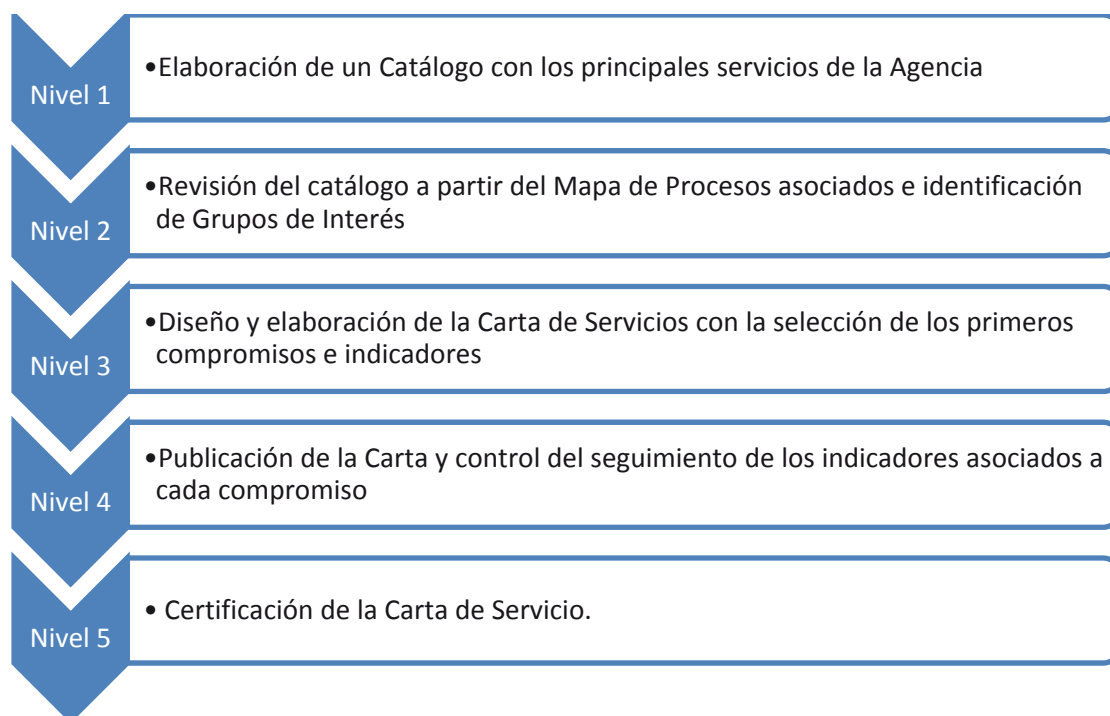 Nivel 1
•Elaboración de un Catálogo con los principales servicios de la Agencia
Nivel 2
•Revisión del catálogo a partir del Mapa de Procesos asociados e identificación
de Grupos de Interés
Nivel 3
•Diseño y elaboración de la Carta de Servicios con la selección de los primeros
compromisos e indicadores
Nivel 4
•Publicación de la Carta y control del seguimiento de los indicadores asociados a
cada compromiso
Nivel 5
• Certificación de la Carta de Servicio.